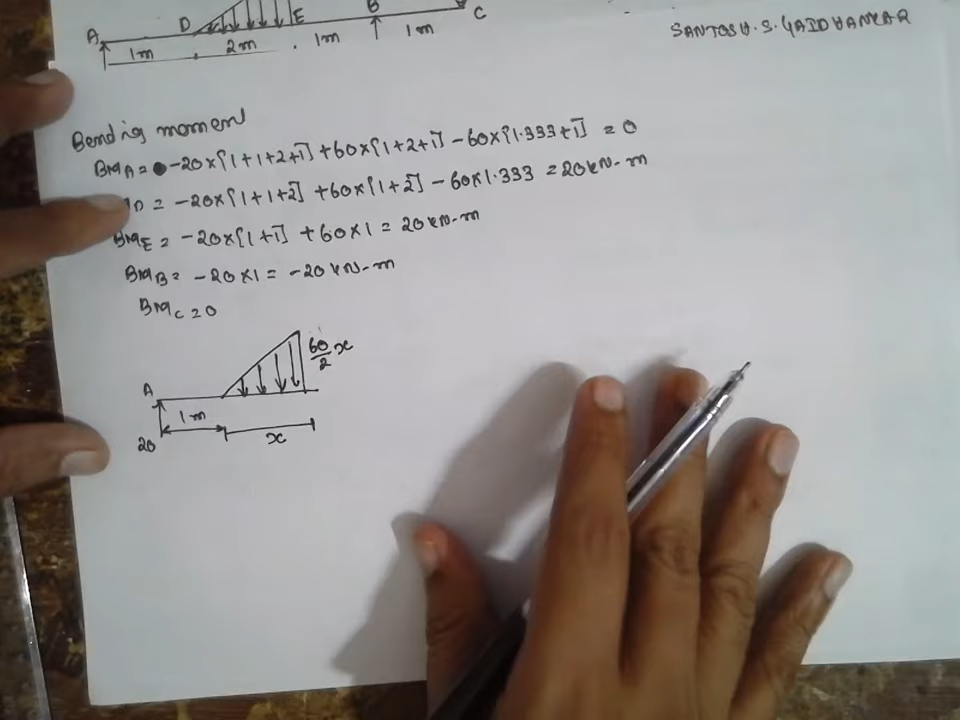 A D E B C
1m 2m 1m 1m
SANTOSH.S.GAIDHANKAR
Bending moment
BMA = -20×[1+1+2+1] +60×[1+2+1] -60×[1.333+1] = 0
D = -20×[1+1+2] +60×[1+2] -60×1.333 = 20kN-m
BME = -20×[1+1] +60×1 = 20kN-m
BMB = -20×1 = -20kN-m
BMC=0
60/2 x
A
1m
x
20